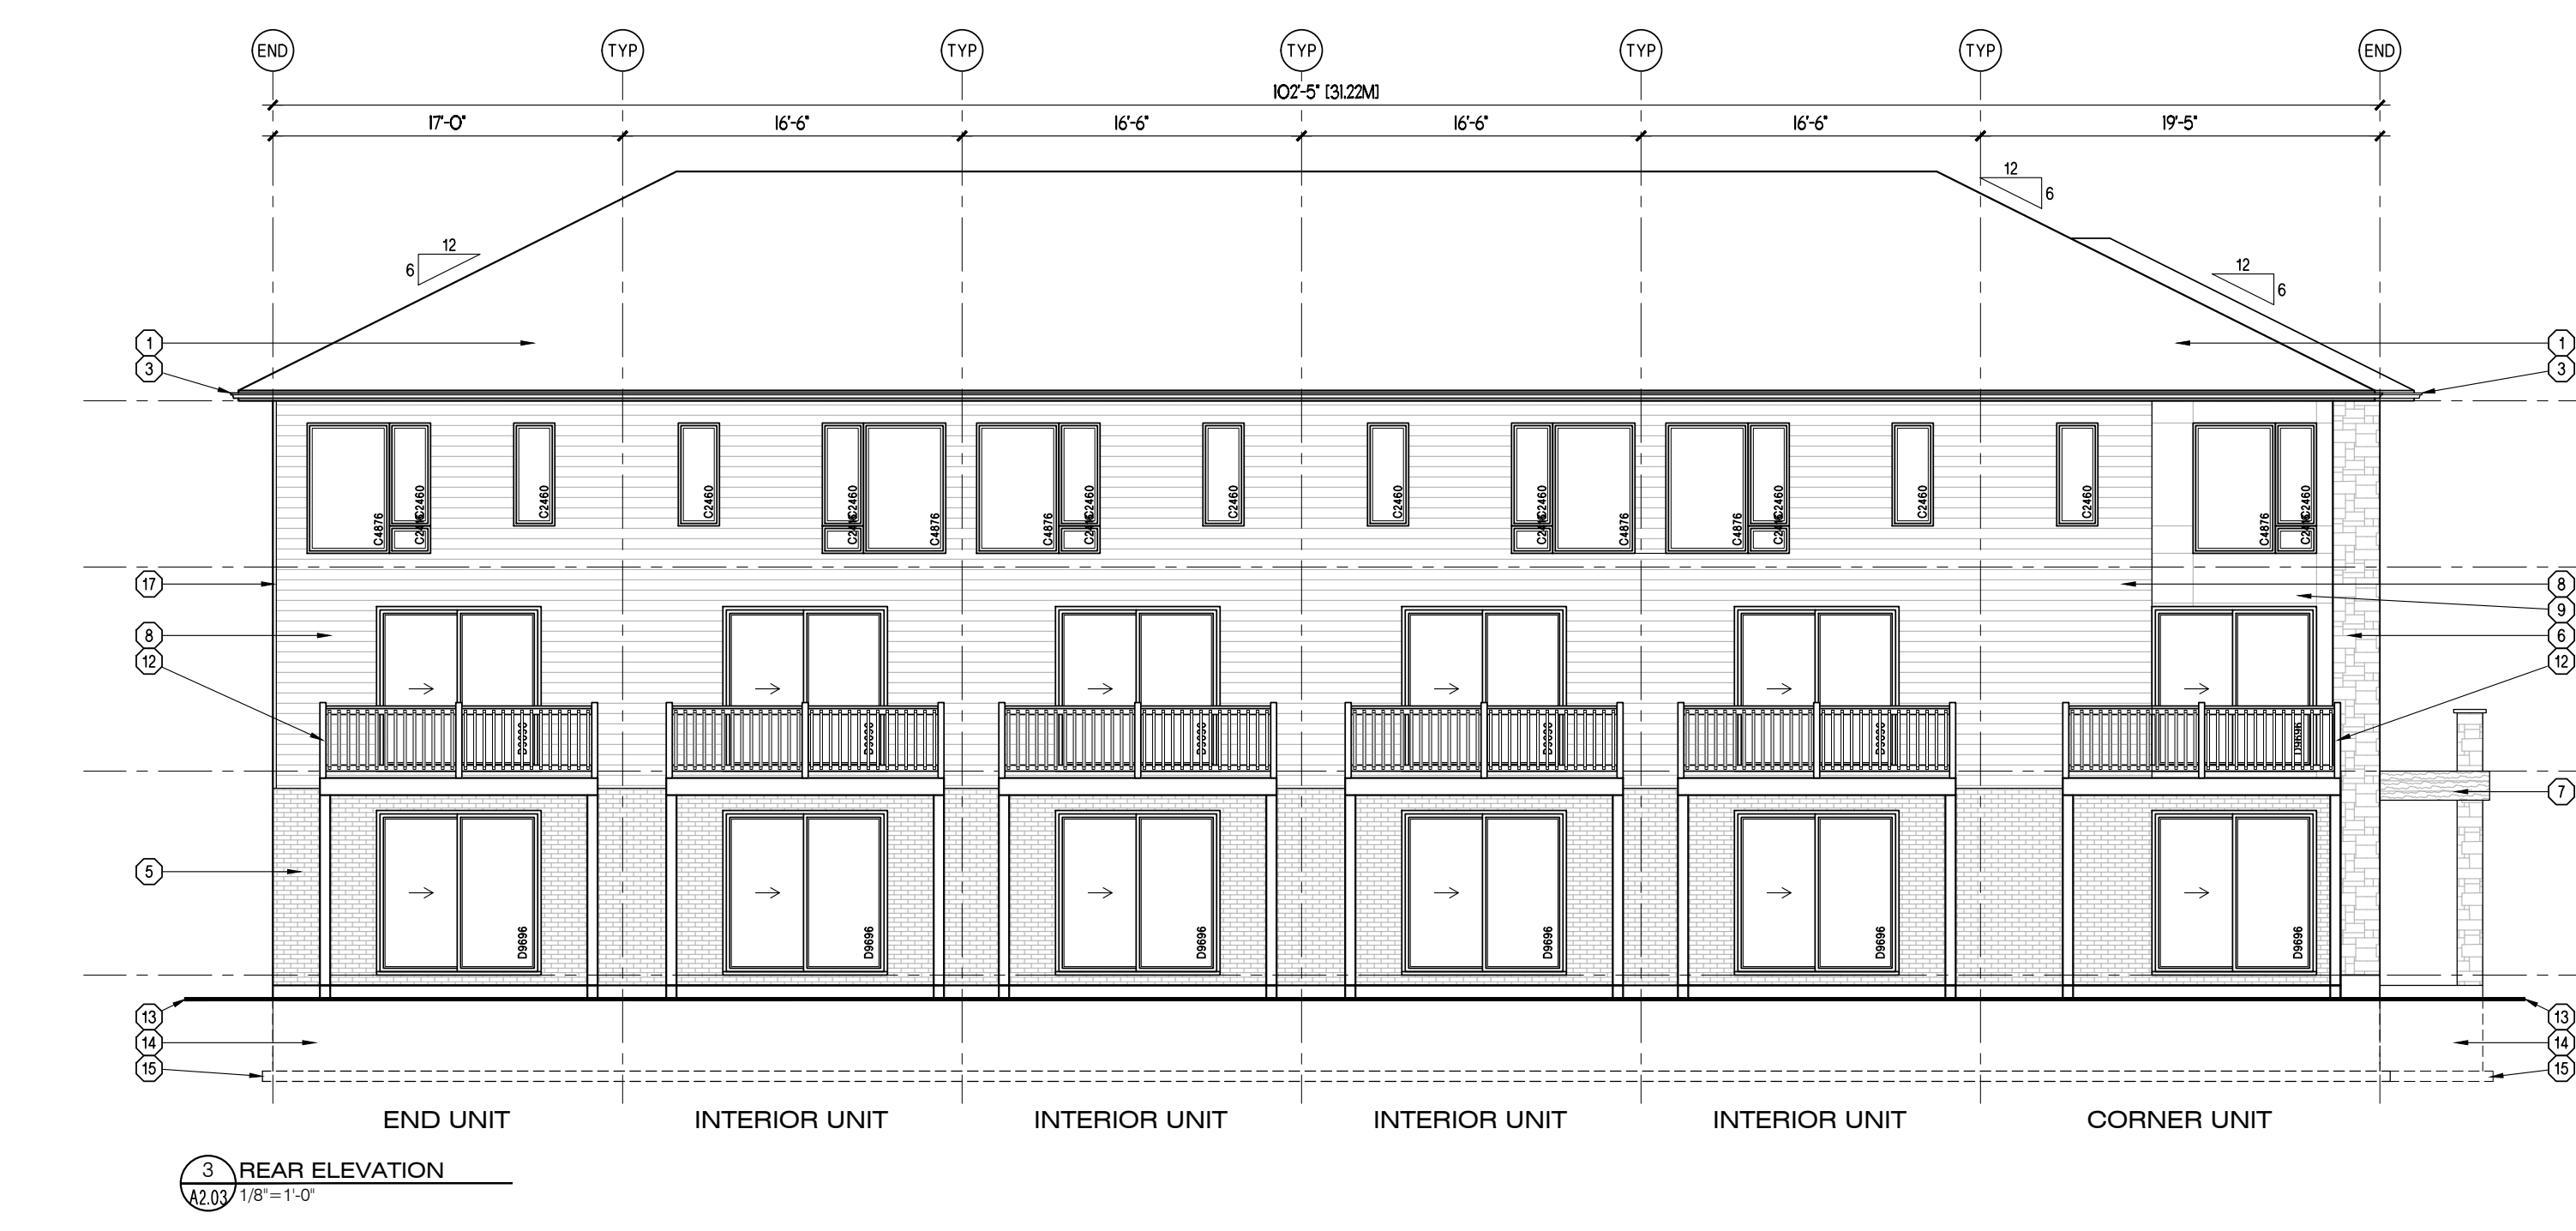 END TYP TYP TYP TYP TYP END
102'-5" [31.22M]
17'-0" 16'-6" 16'-6" 16'-6" 16'-6" 19'-5"
12
6
12
6
12
6
1
3
1
3
C4876 C2460 C2460 C2460 C2460 C4876 C4876 C2460 C2460 C2460 C2460 C4876 C4876 C2460 C2460 C2460 C4876 C2460
17
8
12
8
9
6
12
D9696
7
5
D9696 D9696 D9696 D9696 D9696 D9696
13
14
15
13
14
15
END UNIT INTERIOR UNIT INTERIOR UNIT INTERIOR UNIT INTERIOR UNIT CORNER UNIT
3 REAR ELEVATION
A2.03 1/8"=1'-0"